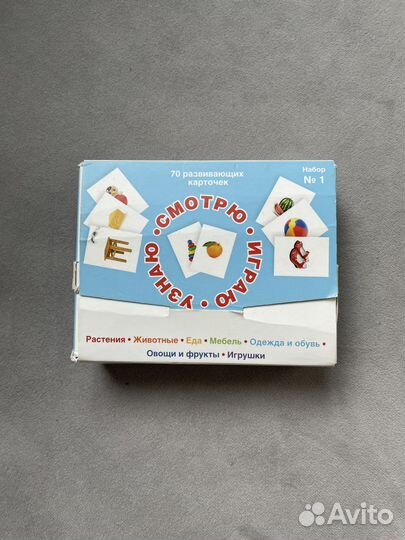 70 развивающих
карточек
Набор
№ 1
УЗНАЮ • СМОТРЮ • ИГРАЮ •
Растения • Животные • Еда • Мебель • Одежда и обувь •
Овощи и фрукты • Игрушки
Avito